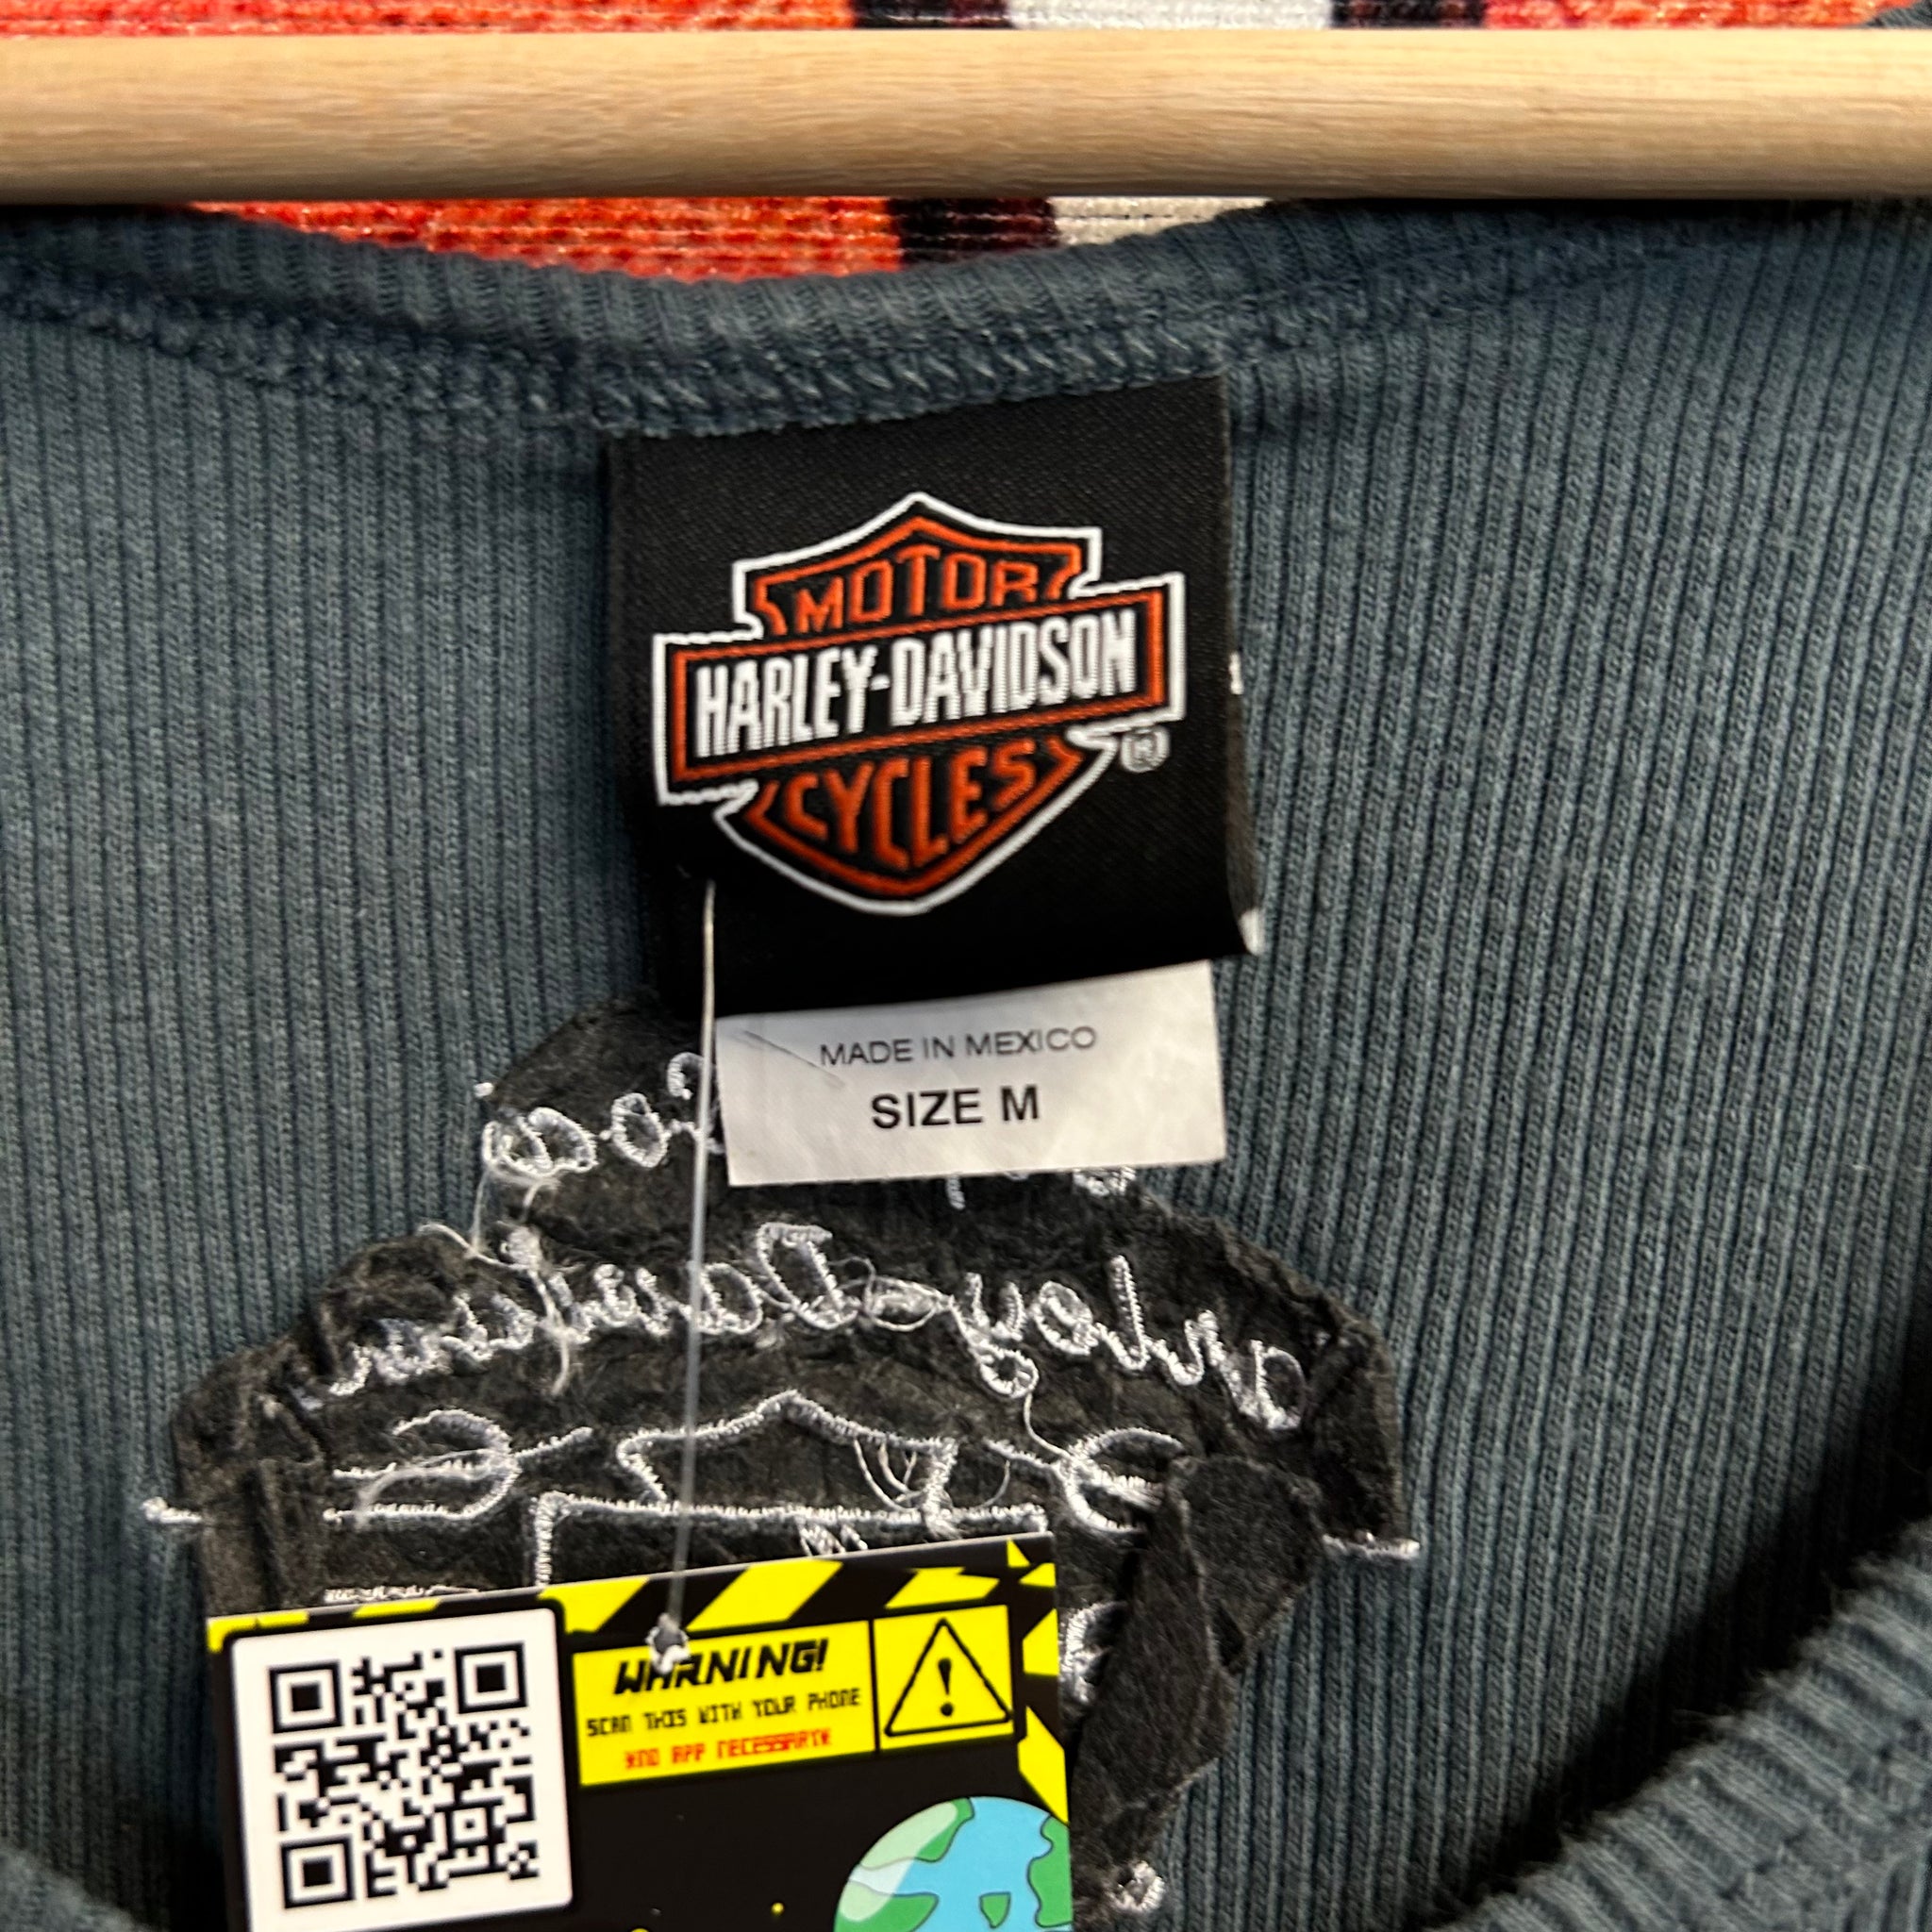 MOTOR
HARLEY-DAVIDSON
CYCLES
®
MADE IN MEXICO
SIZE M
WARNING!
SCAN THIS WITH YOUR PHONE
*NO APP NECESSARY*